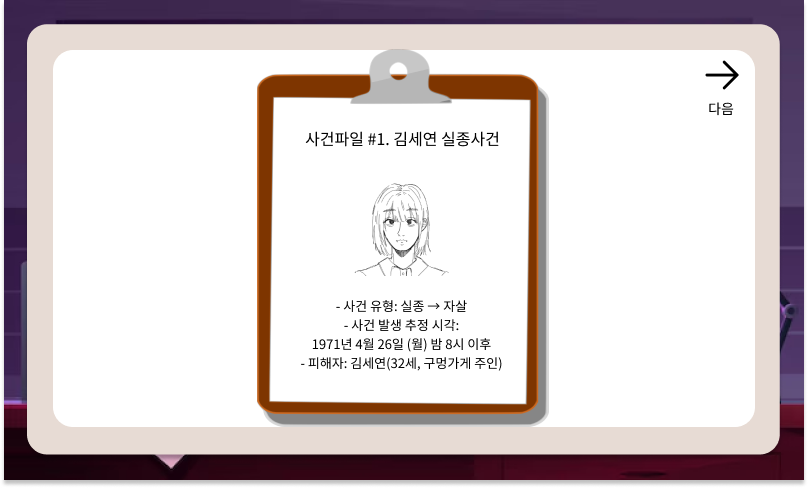 다음
사건파일 #1. 김세연 실종사건
- 사건 유형: 실종 → 자살
- 사건 발생 추정 시각:
1971년 4월 26일 (월) 밤 8시 이후
- 피해자: 김세연(32세, 구멍가게 주인)